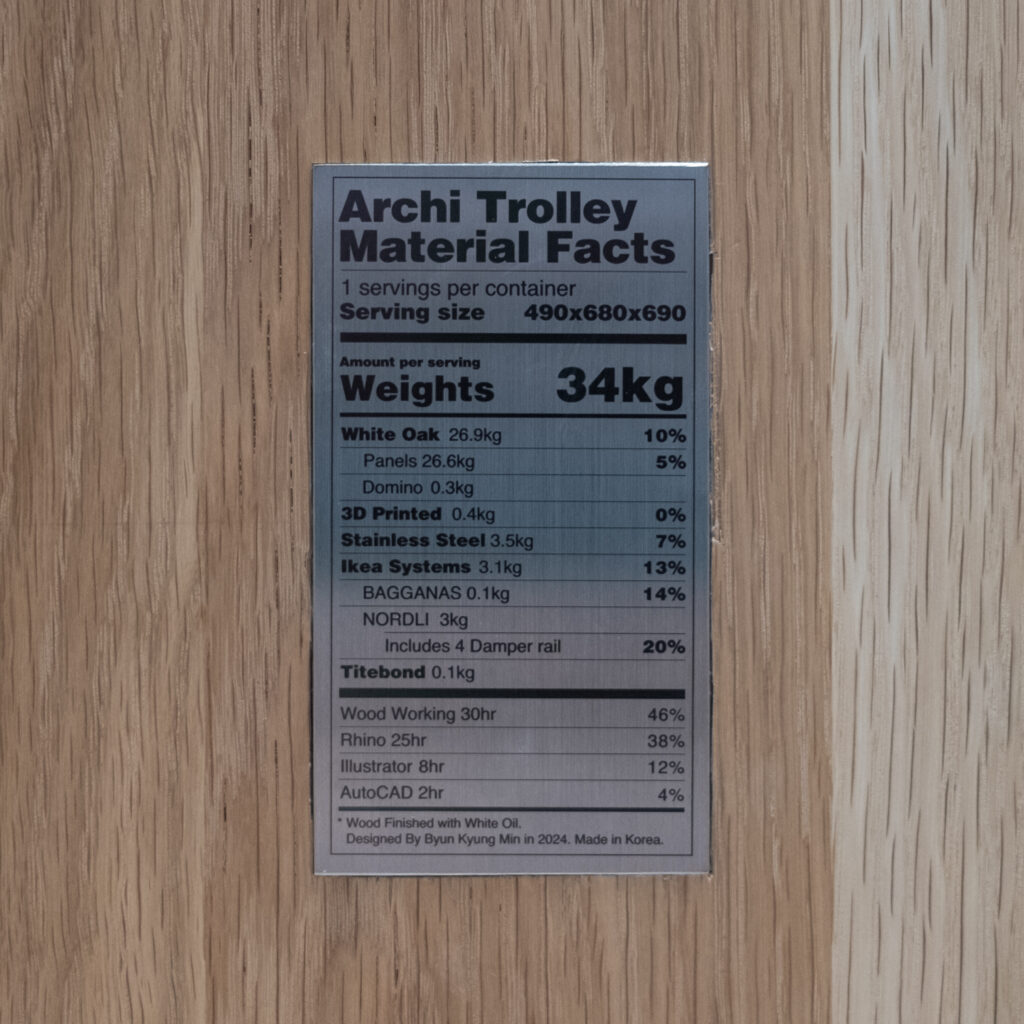 Archi Trolley
Material Facts
1 servings per container
Serving size 490x680x690
Amount per serving
Weights 34kg
White Oak 26.9kg 10%
Panels 26.6kg 5%
Domino 0.3kg
3D Printed 0.4kg 0%
Stainless Steel 3.5kg 7%
Ikea Systems 3.1kg 13%
BAGGANAS 0.1kg 14%
NORDLI 3kg
Includes 4 Damper rail 20%
Titebond 0.1kg
Wood Working 30hr 46%
Rhino 25hr 38%
Illustrator 8hr 12%
AutoCAD 2hr 4%
* Wood Finished with White Oil.
Designed By Byun Kyung Min in 2024. Made in Korea.